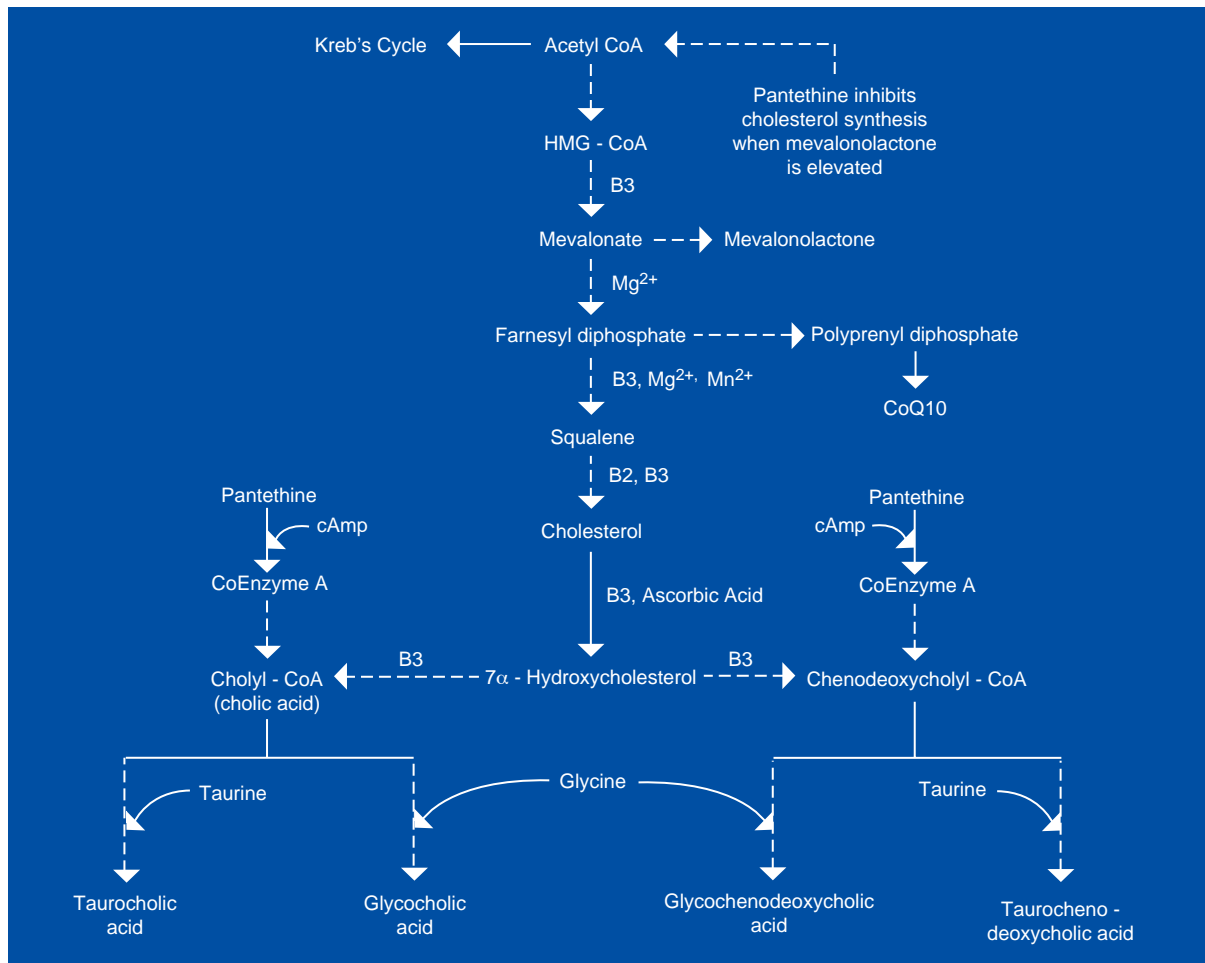 Kreb's Cycle
Acetyl CoA
Pantethine inhibits
cholesterol synthesis
when mevalonolactone
is elevated
HMG - CoA
B3
Mevalonate
Mevalonolactone
Mg2+
Farnesyl diphosphate
Polyprenyl diphosphate
B3, Mg2+, Mn2+
CoQ10
Squalene
B2, B3
Pantethine
Pantethine
cAmp
Cholesterol
cAmp
CoEnzyme A
CoEnzyme A
B3, Ascorbic Acid
B3
B3
Cholyl - CoA
(cholic acid)
7α - Hydroxycholesterol
Chenodeoxycholyl - CoA
Taurine
Glycine
Taurine
Taurocholic
acid
Glycocholic
acid
Glycochenodeoxycholic
acid
Taurocheno -
deoxycholic acid